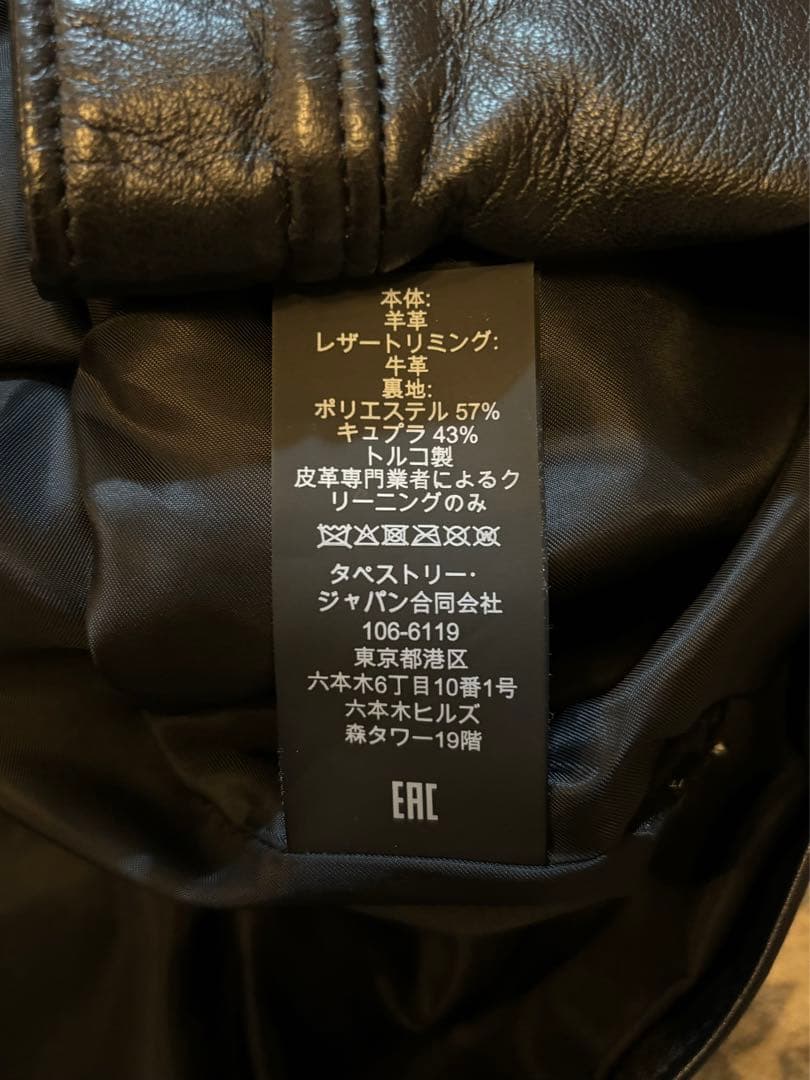 本体:
羊革
レザートリミング:
牛革
裏地:
ポリエステル 57%
キュプラ 43%
トルコ製
皮革専門業者によるク
リーニングのみ
タペストリー・
ジャパン合同会社
106-6119
東京都港区
六本木6丁目10番1号
六本木ヒルズ
森タワー19階
EAC